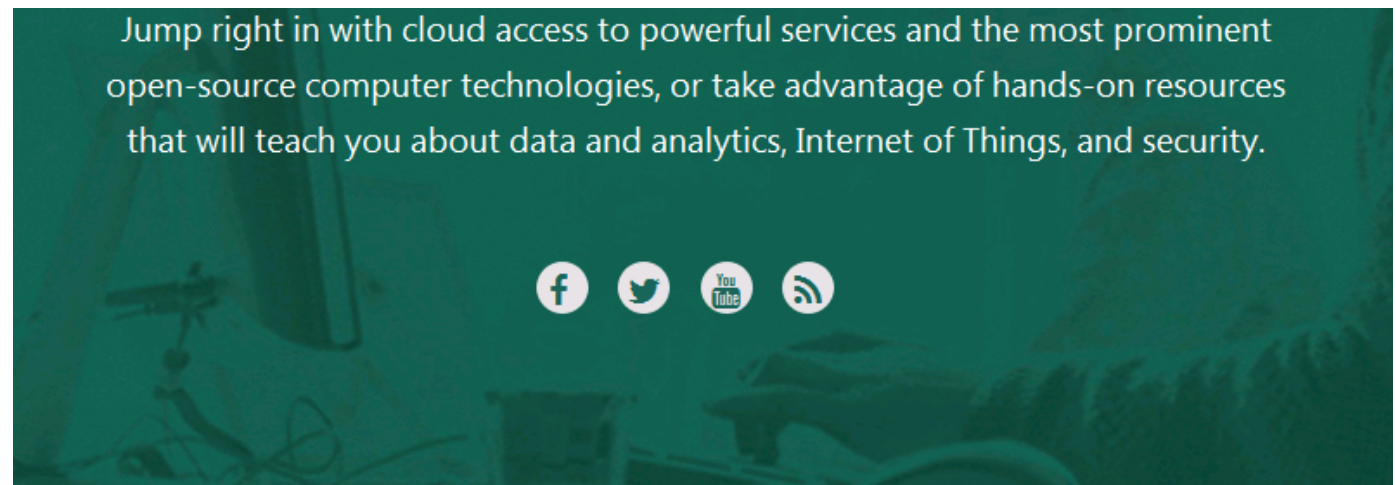 Jump right in with cloud access to powerful services and the most prominent
open-source computer technologies, or take advantage of hands-on resources
that will teach you about data and analytics, Internet of Things, and security.
f
You
Tube